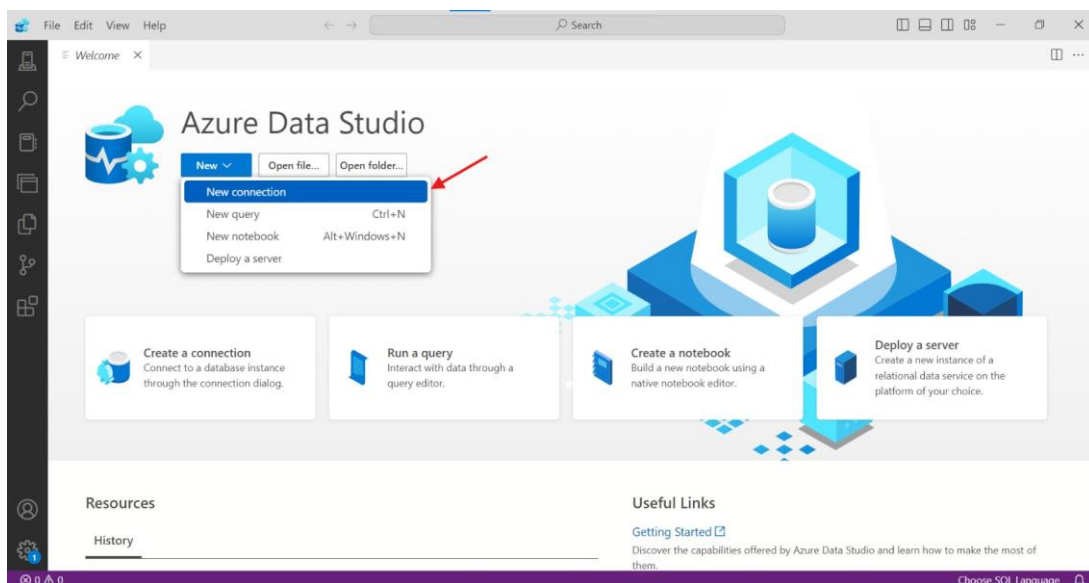 File Edit View Help
Search
Welcome
Azure Data Studio
New Open file... Open folder...
New connection
New query Ctrl+N
New notebook Alt+Windows+N
Deploy a server
Create a connection
Connect to a database instance
through the connection dialog.
Run a query
Interact with data through a
query editor.
Create a notebook
Build a new notebook using a
native notebook editor.
Deploy a server
Create a new instance of a
relational data service on the
platform of your choice.
Resources
History
Useful Links
Getting Started
Discover the capabilities offered by Azure Data Studio and learn how to make the most of
them.
1
0 0
Choose SQL Language